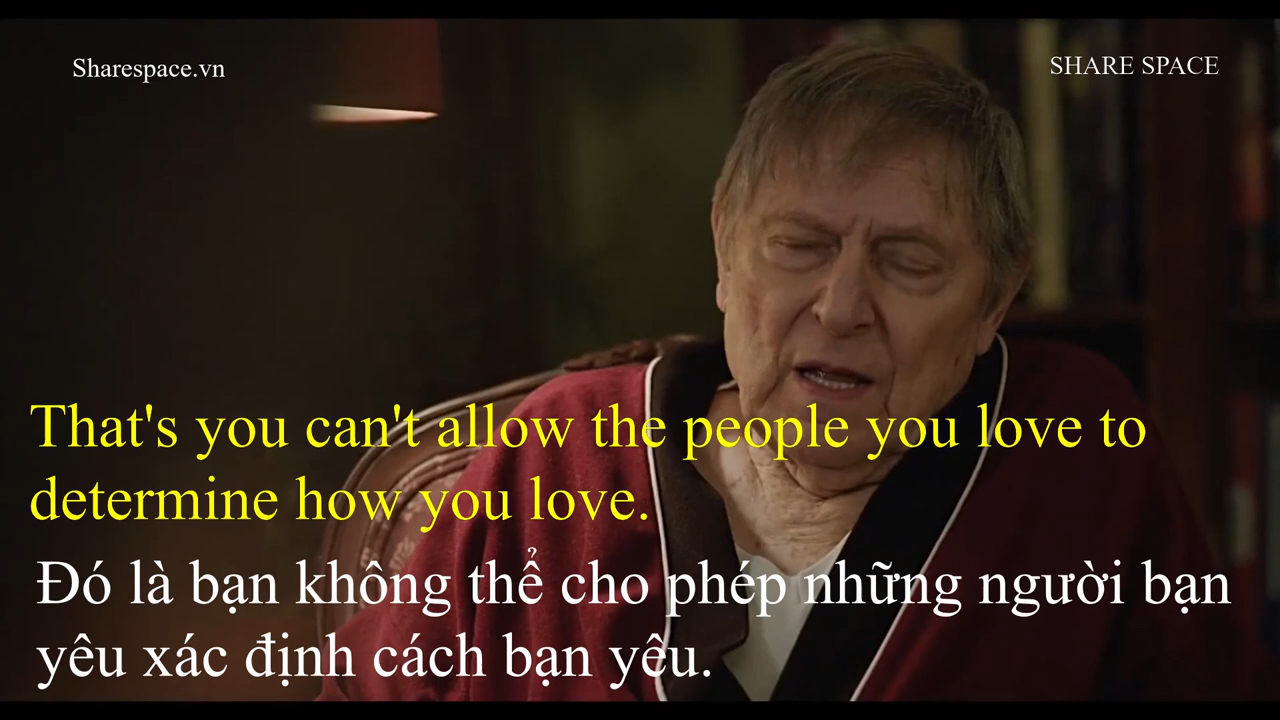 Sharespace.vn
SHARE SPACE
That's you can't allow the people you love to
determine how you love.
Đó là bạn không thể cho phép những người bạn
yêu xác định cách bạn yêu.